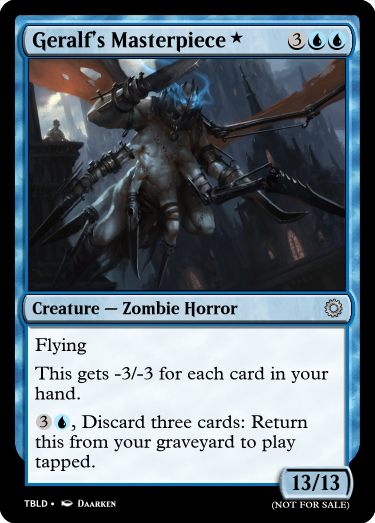 Geralf's Masterpiece ★ 3
Creature — Zombie Horror
Flying
This gets -3/-3 for each card in your
hand.
3, Discard three cards: Return
this from your graveyard to play
tapped.
13/13
TBLD • Daarken
(NOT FOR SALE)